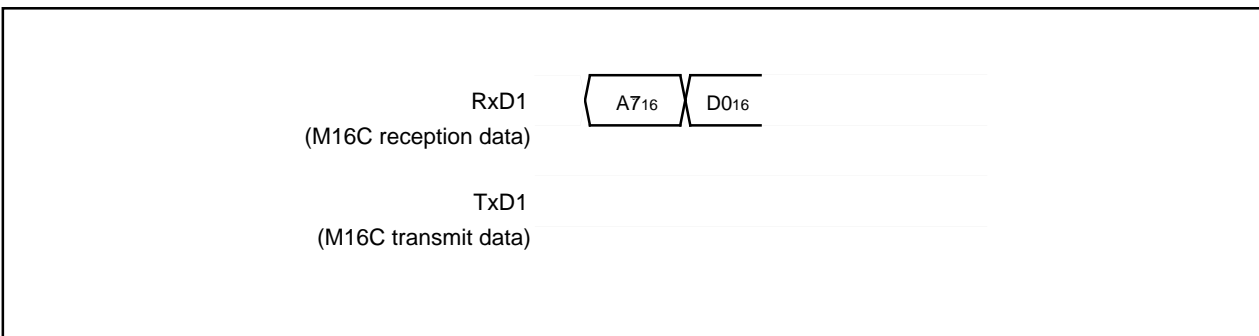 RxD1
A716 D016
(M16C reception data)
TxD1
(M16C transmit data)